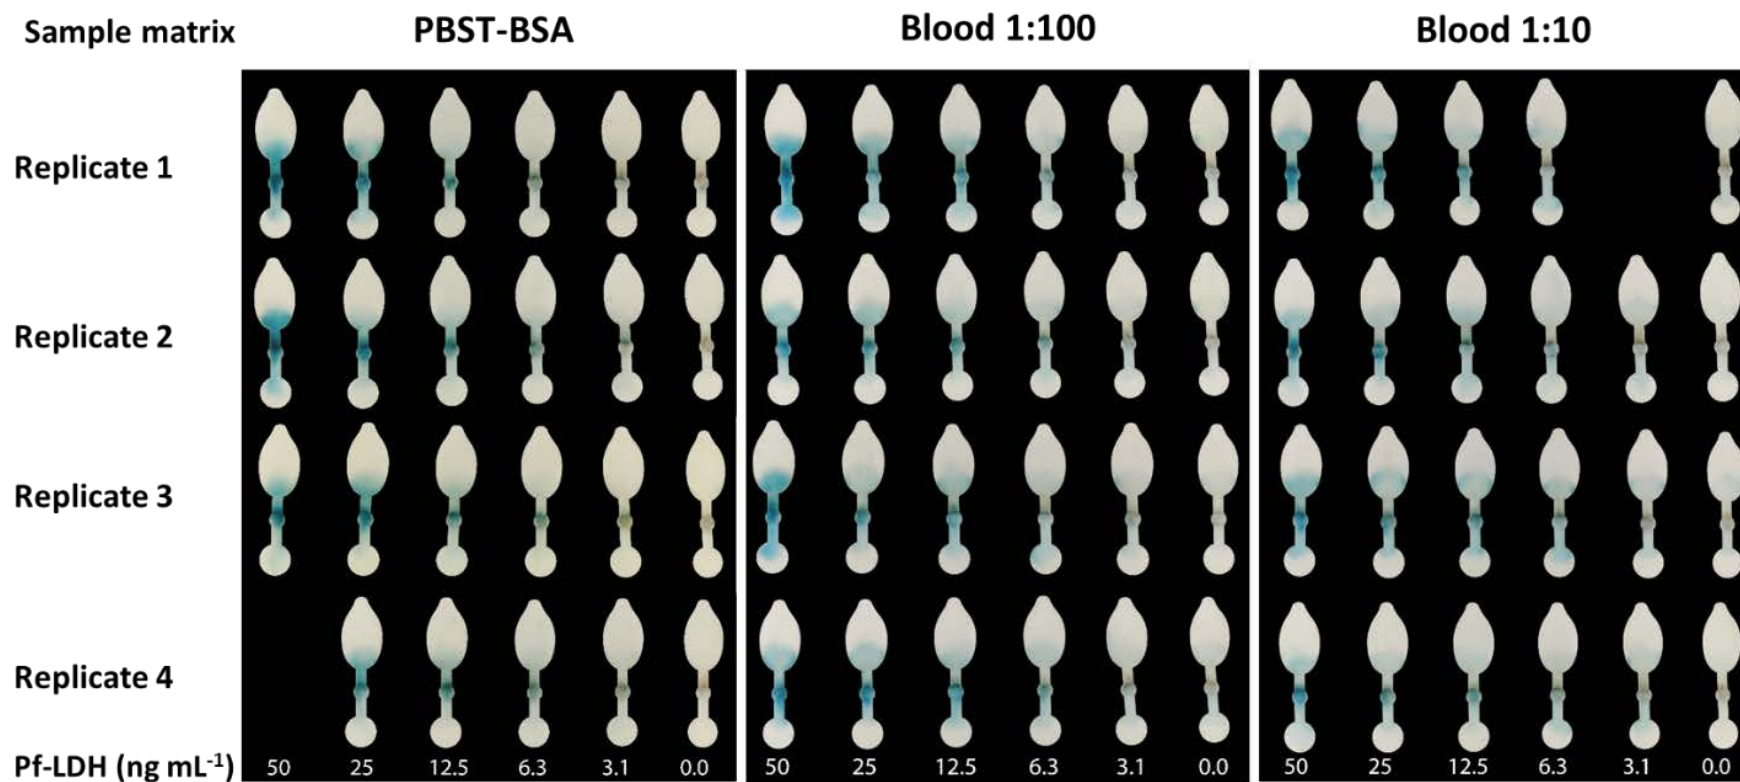 Sample matrix PBST-BSA Blood 1:100 Blood 1:10
Replicate 1
Replicate 2
Replicate 3
Replicate 4
Pf-LDH (ng mL⁻¹) 50 25 12.5 6.3 3.1 0.0 50 25 12.5 6.3 3.1 0.0 50 25 12.5 6.3 3.1 0.0